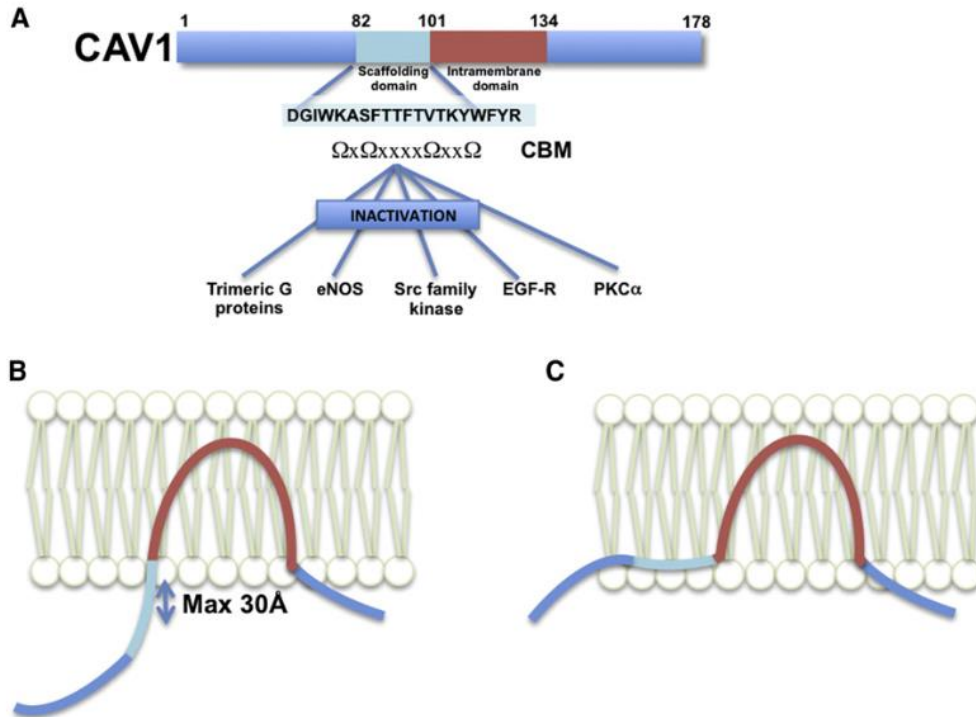 A
1 82 101 134 178
CAV1
Scaffolding domain
Intramembrane domain
DGIWKASFTTFTVTKYWFYR
ΩxΩxxxxΩxxΩ CBM
INACTIVATION
Trimeric G proteins
eNOS
Src family kinase
EGF-R
PKCα
B
Max 30Å
C